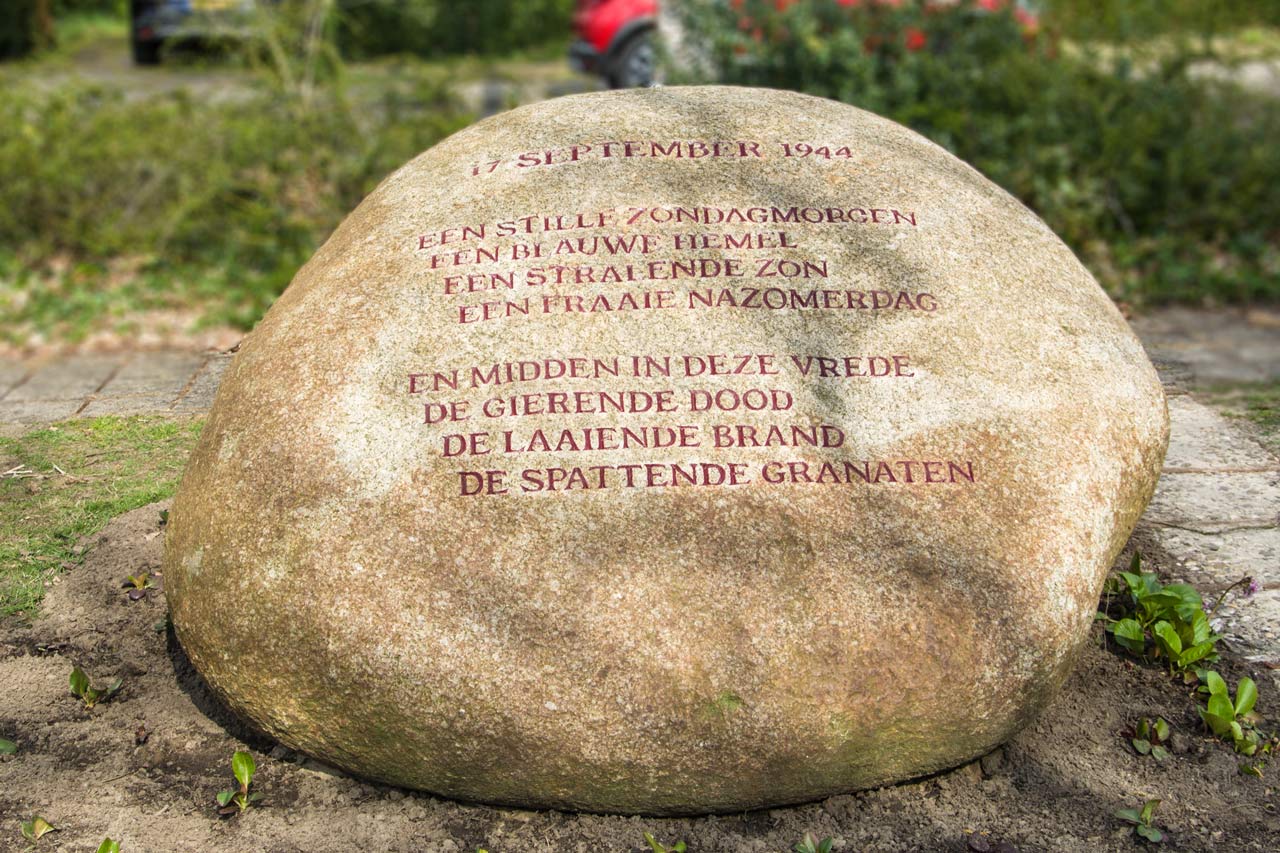 17 SEPTEMBER 1944
EEN STILLE ZONDAGMORGEN
EEN BLAUWE HEMEL
EEN STRALENDE ZON
EEN FRAAIE NAZOMERDAG
EN MIDDEN IN DEZE VREDE
DE GIERENDE DOOD
DE LAAIENDE BRAND
DE SPATTENDE GRANATEN